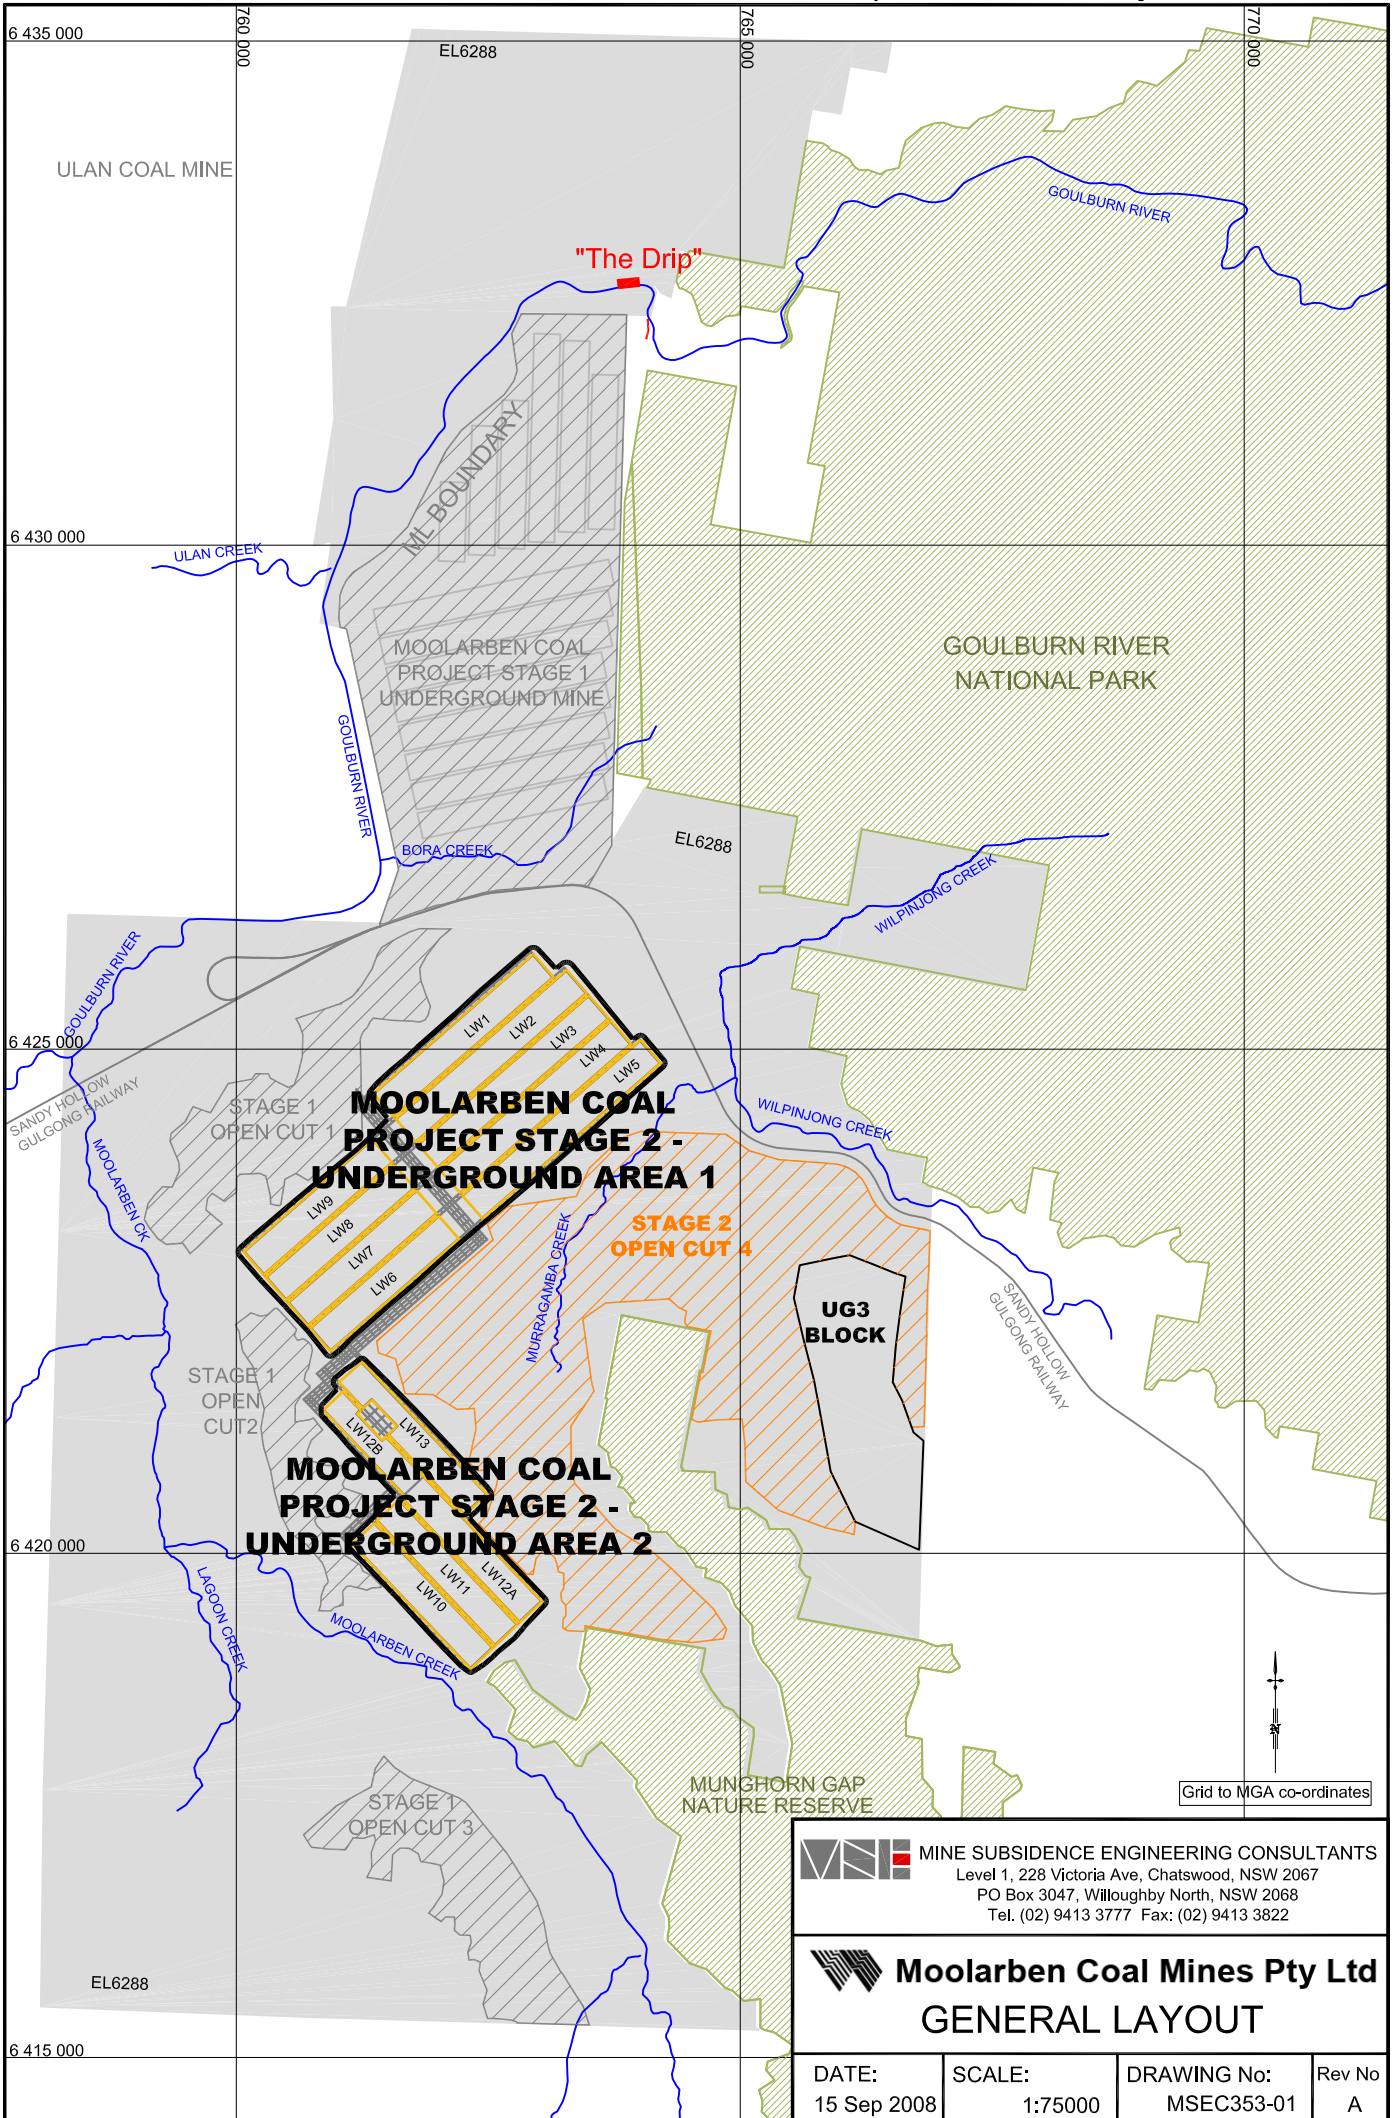 760 000
765 000
770 000
6 435 000
EL6288
ULAN COAL MINE
GOULBURN RIVER
"The Drip"
ML BOUNDARY
6 430 000
ULAN CREEK
MOOLARBEN COAL
PROJECT STAGE 1
UNDERGROUND MINE
GOULBURN RIVER
NATIONAL PARK
GOULBURN RIVER
BORA CREEK
EL6288
WILPINJONG CREEK
GOULBURN RIVER
LW1
LW2
LW3
LW4
LW5
6 425 000
SANDY HOLLOW
GULGONG RAILWAY
STAGE 1
OPEN CUT 1
MOOLARBEN COAL
PROJECT STAGE 2 -
UNDERGROUND AREA 1
WILPINJONG CREEK
MOOLARBEN CK
LW9
LW8
LW7
LW6
MURRAGAMBA CREEK
STAGE 2
OPEN CUT 4
UG3
BLOCK
SANDY HOLLOW
GULGONG RAILWAY
STAGE 1
OPEN
CUT2
LW12B
LW13
MOOLARBEN COAL
PROJECT STAGE 2 -
UNDERGROUND AREA 2
6 420 000
LW10
LW11
LW12A
LAGOON CREEK
MOOLARBEN CREEK
N
Grid to MGA co-ordinates
MUNGHORN GAP
NATURE RESERVE
STAGE 1
OPEN CUT 3
EL6288
6 415 000
MSE
MINE SUBSIDENCE ENGINEERING CONSULTANTS
Level 1, 228 Victoria Ave, Chatswood, NSW 2067
PO Box 3047, Willoughby North, NSW 2068
Tel. (02) 9413 3777 Fax: (02) 9413 3822
Moolarben Coal Mines Pty Ltd
GENERAL LAYOUT
DATE:
15 Sep 2008
SCALE:
1:75000
DRAWING No:
MSEC353-01
Rev No
A